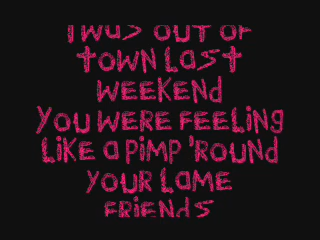 I WAS OUT OF
TOWN LAST
WEEKEND
YOU WERE FEELING
LIKE A PIMP 'ROUND
YOUR LAME
FRIENDS